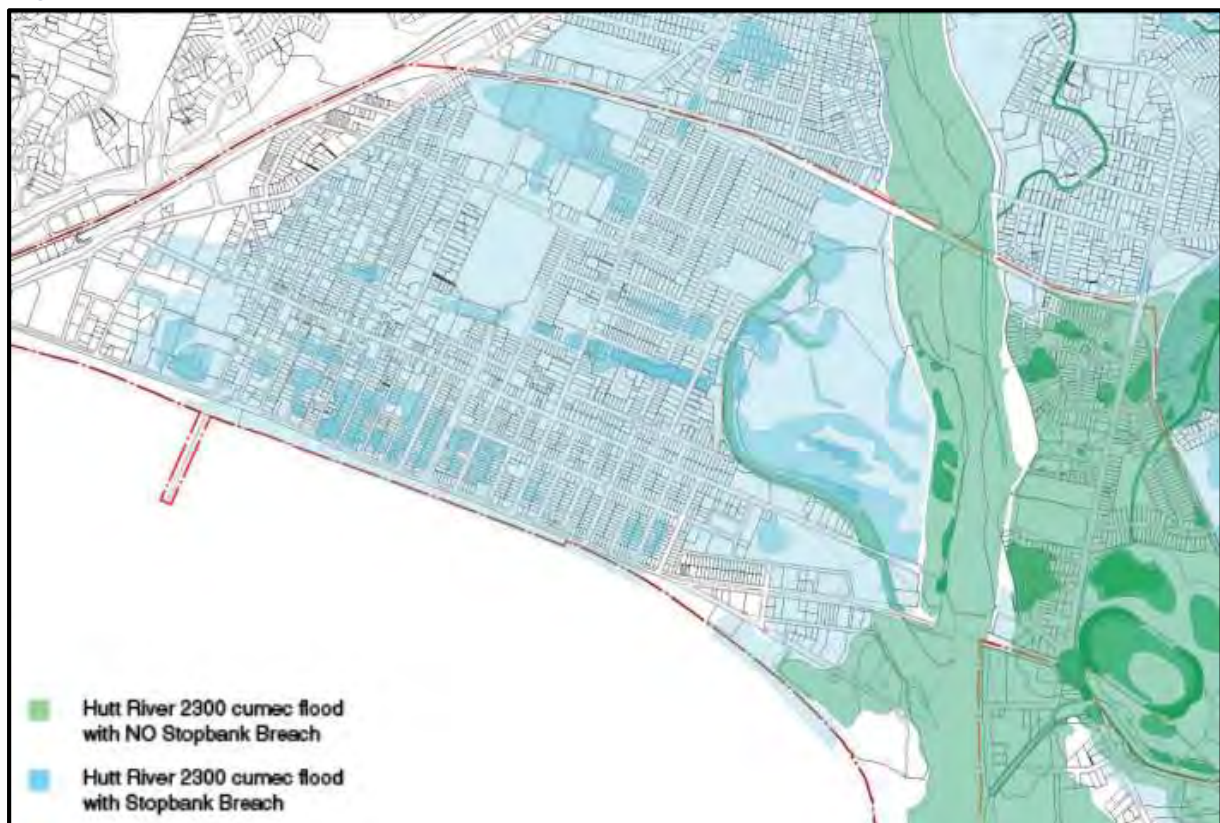 Hutt River 2300 cumec flood
with NO Stopbank Breach
Hutt River 2300 cumec flood
with Stopbank Breach